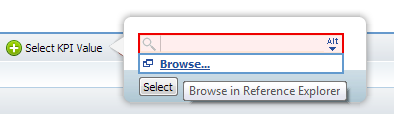 Select KPI Value
Alt
Browse...
Select
Browse in Reference Explorer